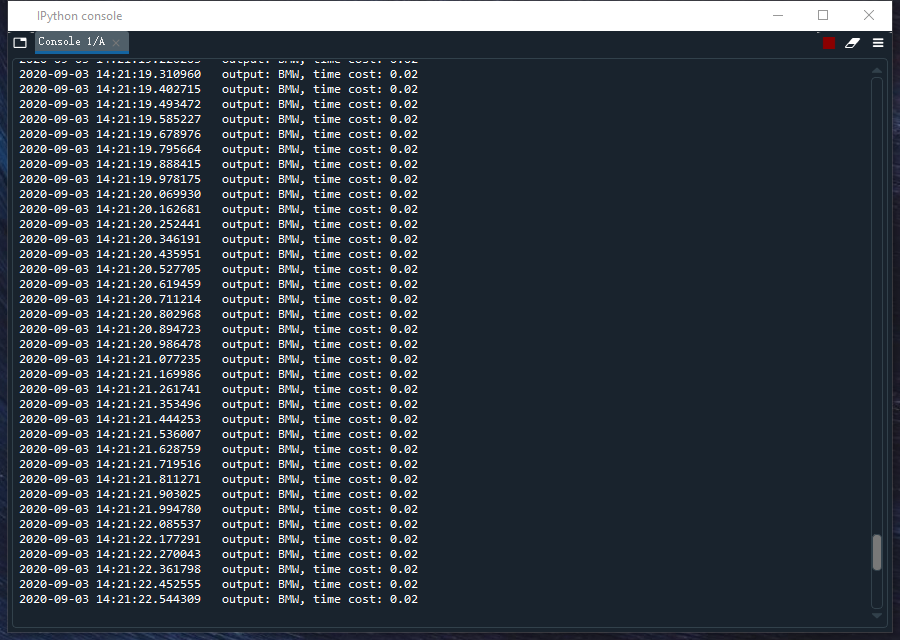 IPython console
Console 1/A
2020-09-03 14:21:19.310960   output: BMW, time cost: 0.02
2020-09-03 14:21:19.402715   output: BMW, time cost: 0.02
2020-09-03 14:21:19.493472   output: BMW, time cost: 0.02
2020-09-03 14:21:19.585227   output: BMW, time cost: 0.02
2020-09-03 14:21:19.678976   output: BMW, time cost: 0.02
2020-09-03 14:21:19.795664   output: BMW, time cost: 0.02
2020-09-03 14:21:19.888415   output: BMW, time cost: 0.02
2020-09-03 14:21:19.978175   output: BMW, time cost: 0.02
2020-09-03 14:21:20.069930   output: BMW, time cost: 0.02
2020-09-03 14:21:20.162681   output: BMW, time cost: 0.02
2020-09-03 14:21:20.252441   output: BMW, time cost: 0.02
2020-09-03 14:21:20.346191   output: BMW, time cost: 0.02
2020-09-03 14:21:20.435951   output: BMW, time cost: 0.02
2020-09-03 14:21:20.527705   output: BMW, time cost: 0.02
2020-09-03 14:21:20.619459   output: BMW, time cost: 0.02
2020-09-03 14:21:20.711214   output: BMW, time cost: 0.02
2020-09-03 14:21:20.802968   output: BMW, time cost: 0.02
2020-09-03 14:21:20.894723   output: BMW, time cost: 0.02
2020-09-03 14:21:20.986478   output: BMW, time cost: 0.02
2020-09-03 14:21:21.077235   output: BMW, time cost: 0.02
2020-09-03 14:21:21.169986   output: BMW, time cost: 0.02
2020-09-03 14:21:21.261741   output: BMW, time cost: 0.02
2020-09-03 14:21:21.353496   output: BMW, time cost: 0.02
2020-09-03 14:21:21.444253   output: BMW, time cost: 0.02
2020-09-03 14:21:21.536007   output: BMW, time cost: 0.02
2020-09-03 14:21:21.628759   output: BMW, time cost: 0.02
2020-09-03 14:21:21.719516   output: BMW, time cost: 0.02
2020-09-03 14:21:21.811271   output: BMW, time cost: 0.02
2020-09-03 14:21:21.903025   output: BMW, time cost: 0.02
2020-09-03 14:21:21.994780   output: BMW, time cost: 0.02
2020-09-03 14:21:22.085537   output: BMW, time cost: 0.02
2020-09-03 14:21:22.177291   output: BMW, time cost: 0.02
2020-09-03 14:21:22.270043   output: BMW, time cost: 0.02
2020-09-03 14:21:22.361798   output: BMW, time cost: 0.02
2020-09-03 14:21:22.452555   output: BMW, time cost: 0.02
2020-09-03 14:21:22.544309   output: BMW, time cost: 0.02